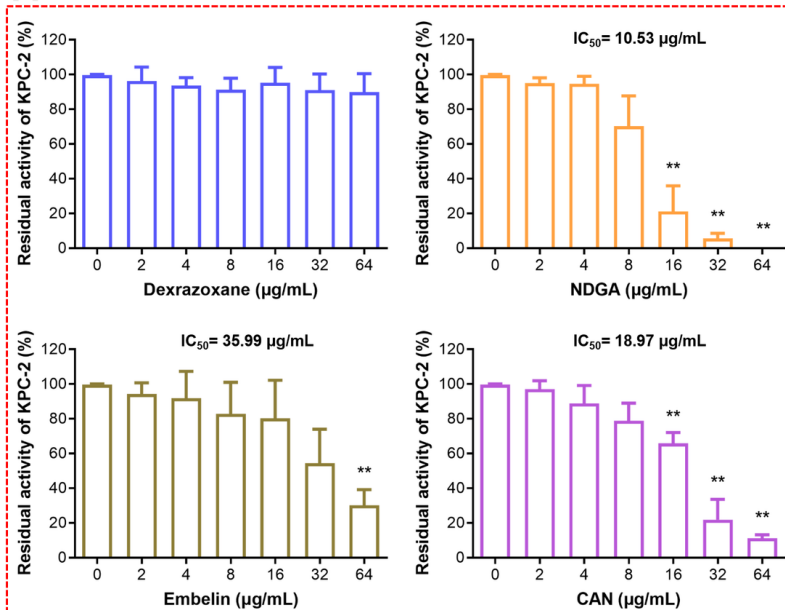 Residual activity of KPC-2 (%)
120
100
80
60
40
20
0
0 2 4 8 16 32 64
Dexrazoxane (μg/mL)
IC50= 10.53 μg/mL
Residual activity of KPC-2 (%)
120
100
80
60
40
20
0
**
**
**
0 2 4 8 16 32 64
NDGA (μg/mL)
IC50= 35.99 μg/mL
Residual activity of KPC-2 (%)
120
100
80
60
40
20
0
**
0 2 4 8 16 32 64
Embelin (μg/mL)
IC50= 18.97 μg/mL
Residual activity of KPC-2 (%)
120
100
80
60
40
20
0
**
**
**
0 2 4 8 16 32 64
CAN (μg/mL)